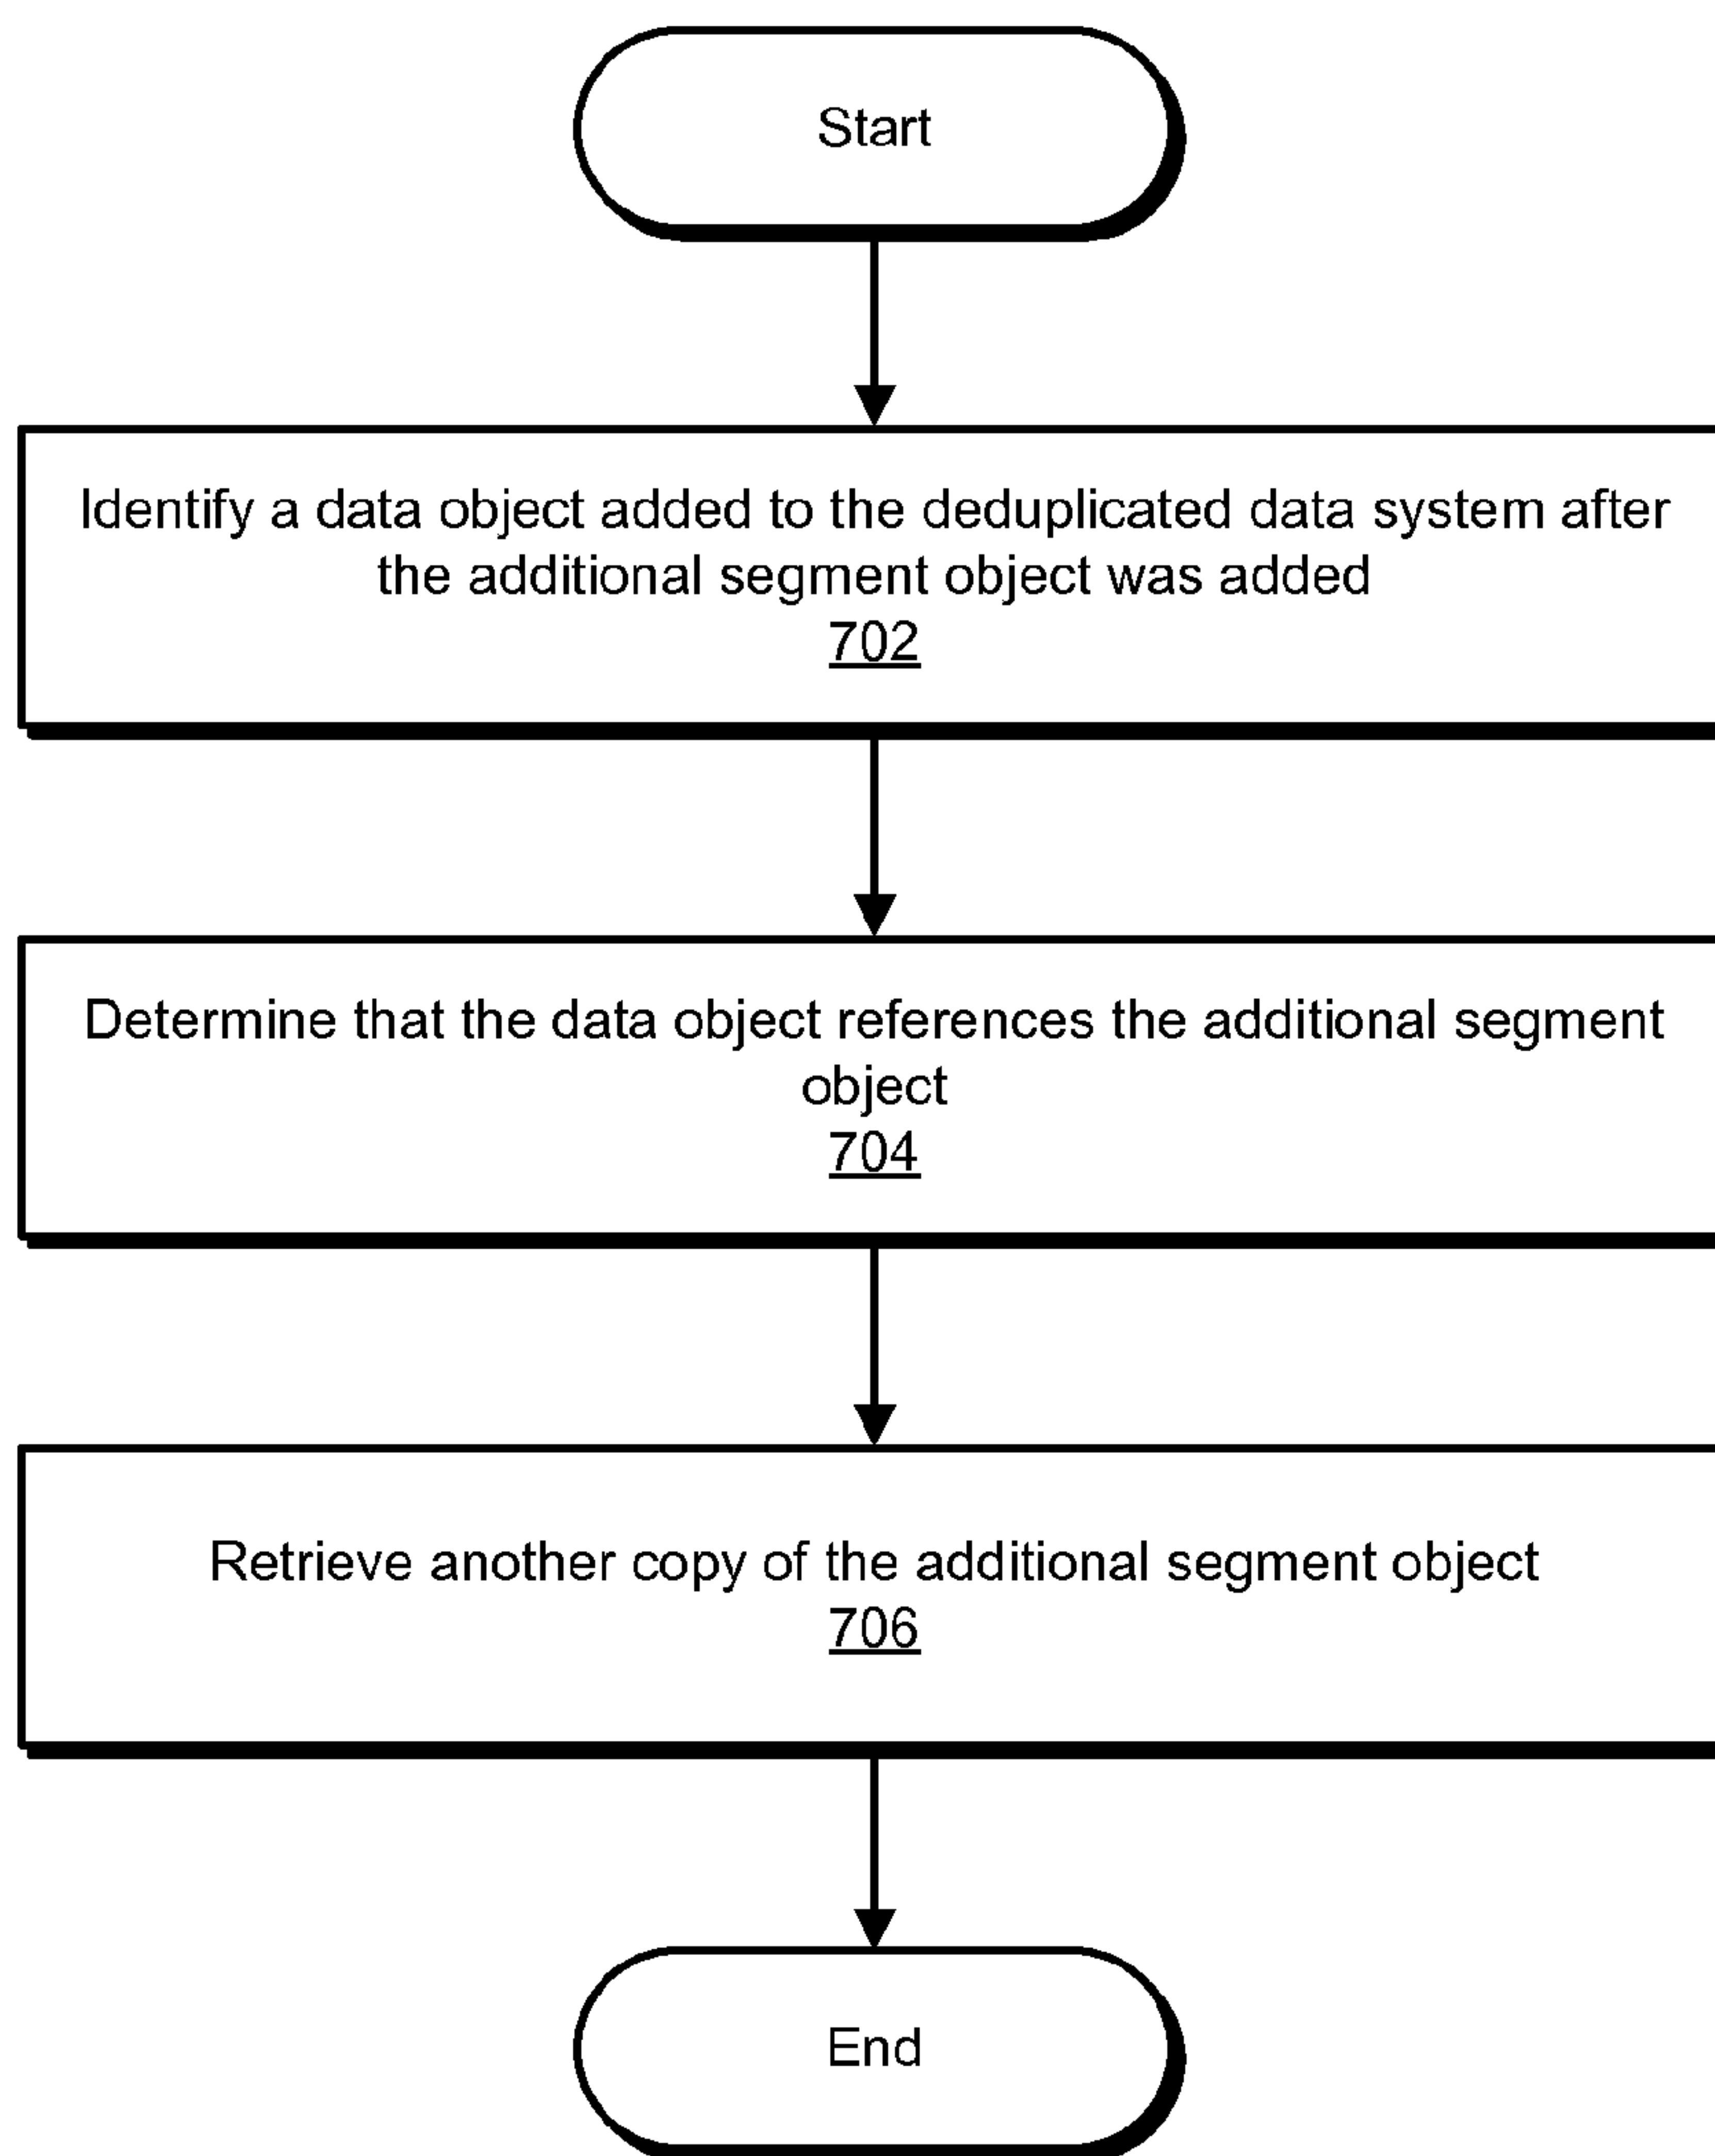 Start
Identify a data object added to the deduplicated data system after
the additional segment object was added
702
Determine that the data object references the additional segment
object
704
Retrieve another copy of the additional segment object
706
End